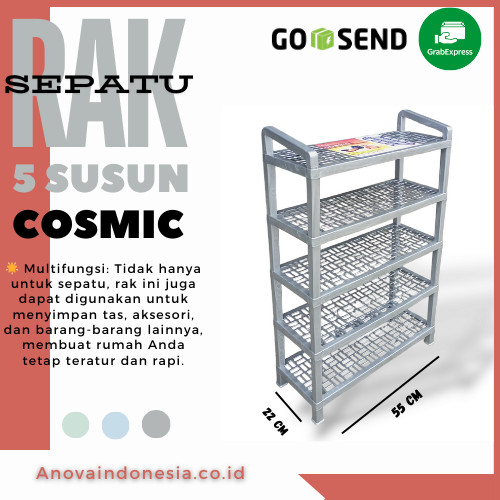 RAK
SEPATU
5 SUSUN
COSMIC
Multifungsi: Tidak hanya
untuk sepatu, rak ini juga
dapat digunakan untuk
menyimpan tas, aksesori,
dan barang-barang lainnya,
membuat rumah Anda
tetap teratur dan rapi.
GO SEND
GrabExpress
22 CM
55 CM
Anovaindonesia.co.id